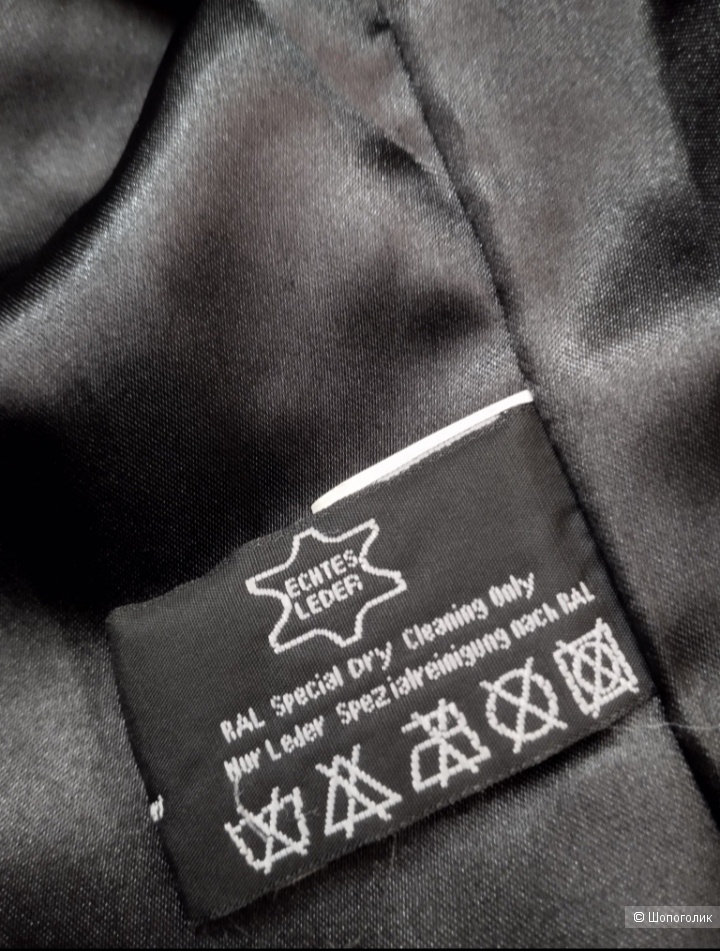 ECHTES
LEDER
RAL Special Dry Cleaning Only
Nur Leder Spezialreinigung nach RAL
© Шопоголик